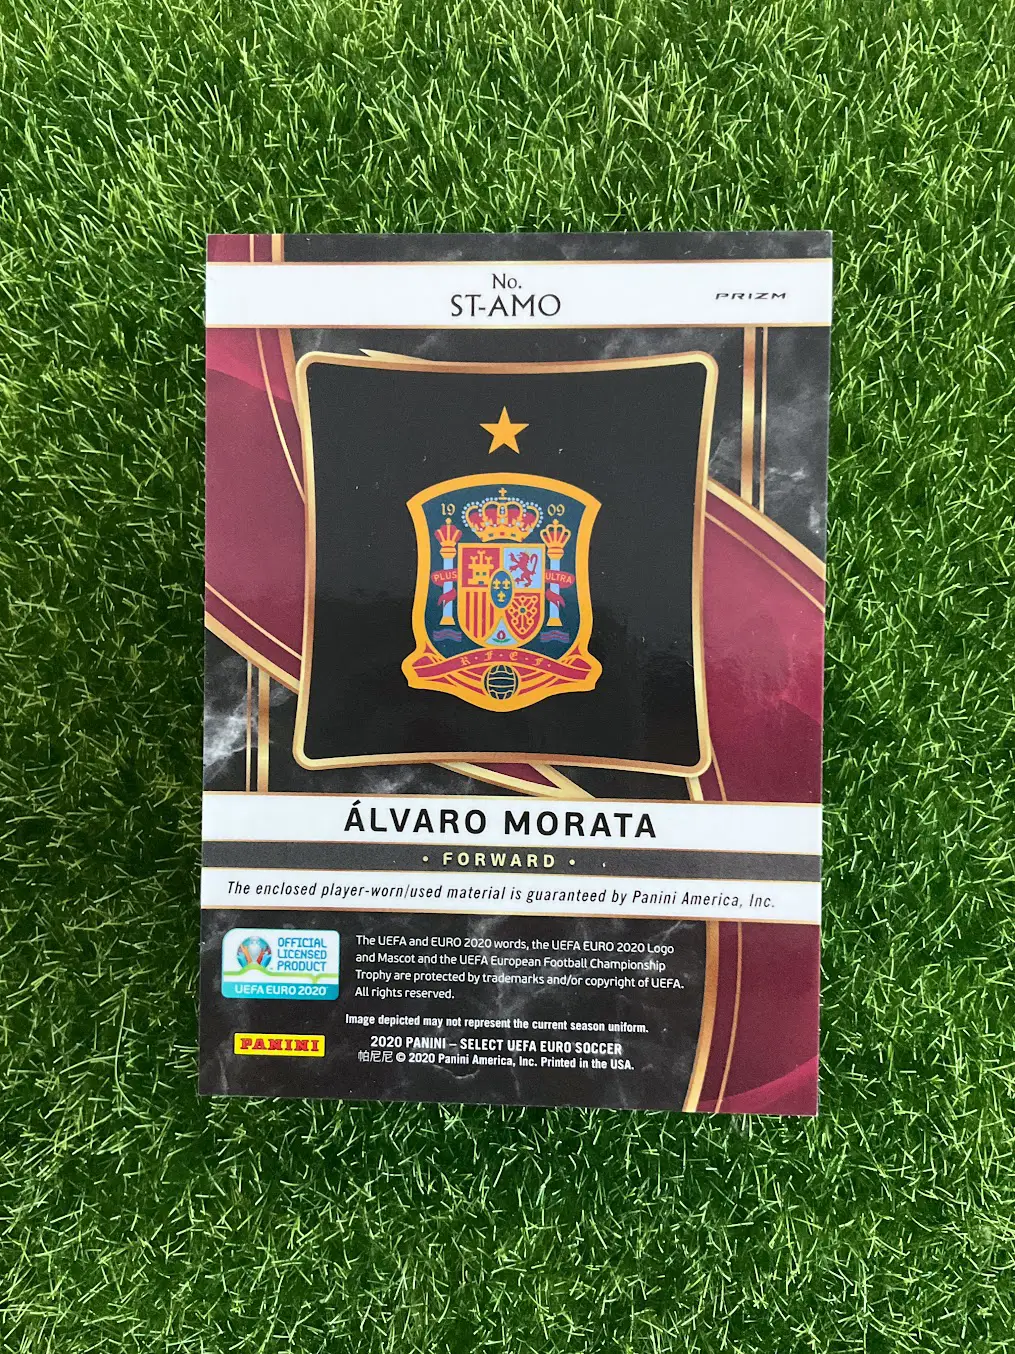 No.
ST-AMO
PRIZM
19 09
PLUS ULTRA
R·F·E·F
ÁLVARO MORATA
• FORWARD •
The enclosed player-worn/used material is guaranteed by Panini America, Inc.
OFFICIAL
LICENSED
PRODUCT
UEFA EURO 2020
The UEFA and EURO 2020 words, the UEFA EURO 2020 Logo
and Mascot and the UEFA European Football Championship
Trophy are protected by trademarks and/or copyright of UEFA.
All rights reserved.
Image depicted may not represent the current season uniform.
PANINI
2020 PANINI – SELECT UEFA EURO SOCCER
帕尼尼 © 2020 Panini America, Inc. Printed in the USA.